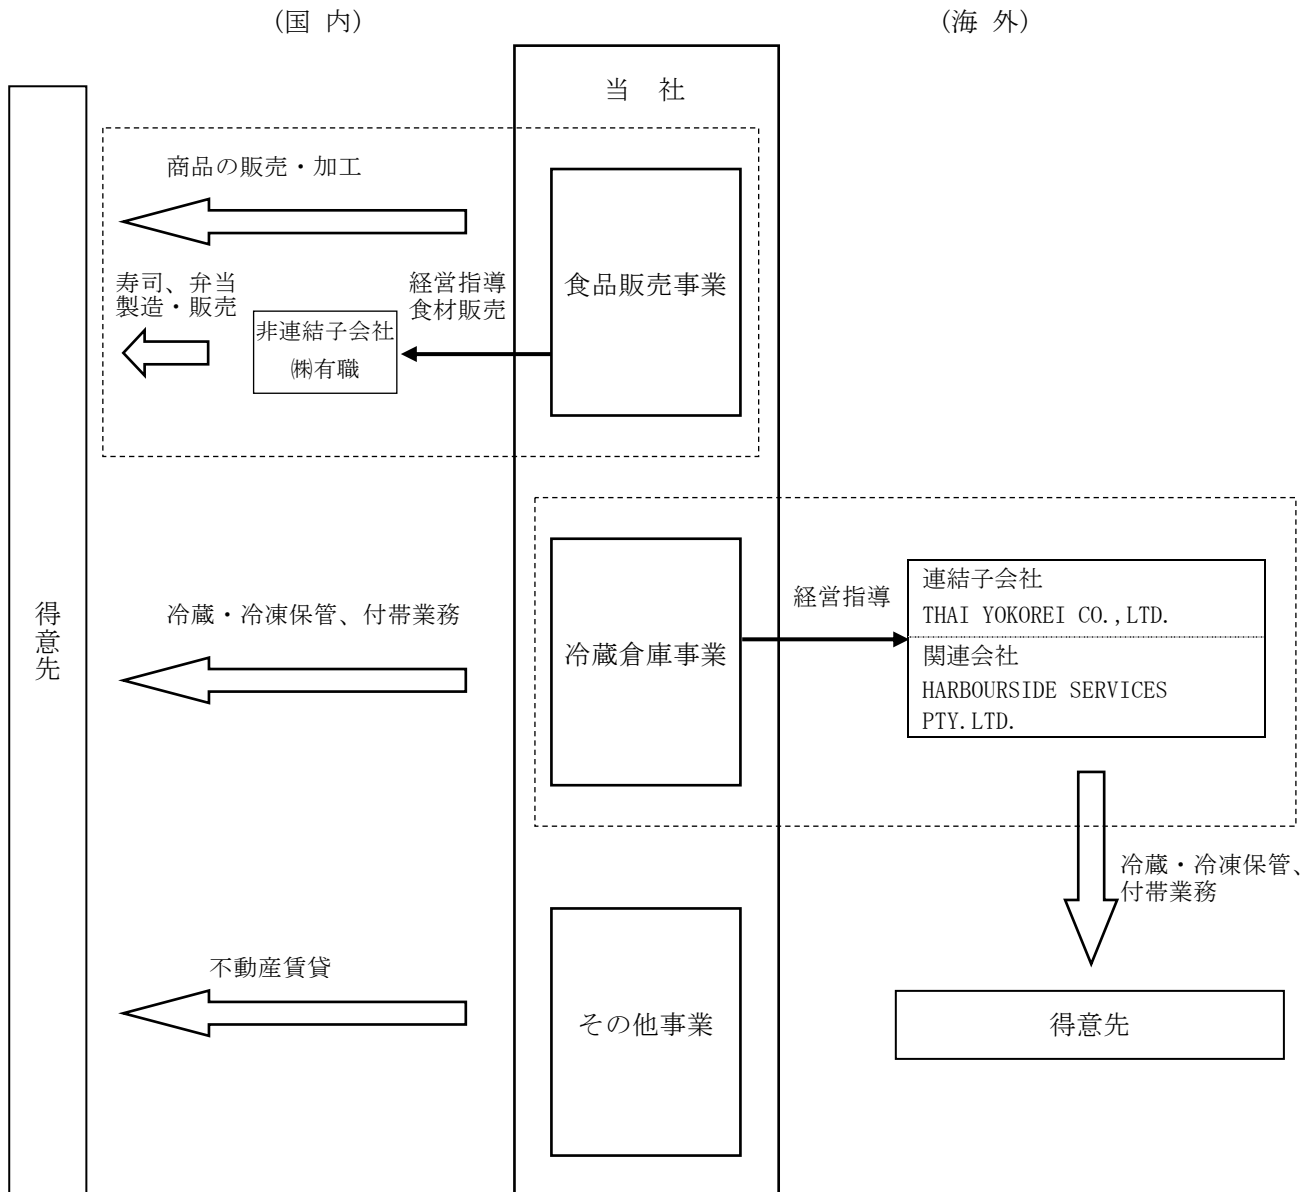 (国 内)
(海 外)
当 社
商品の販売・加工
寿司、弁当
製造・販売
経営指導
食材販売
非連結子会社
㈱有職
食品販売事業
得意先
冷蔵・冷凍保管、付帯業務
冷蔵倉庫事業
経営指導
連結子会社
THAI YOKOREI CO.,LTD.
関連会社
HARBOURSIDE SERVICES
PTY.LTD.
冷蔵・冷凍保管、
付帯業務
不動産賃貸
その他事業
得意先